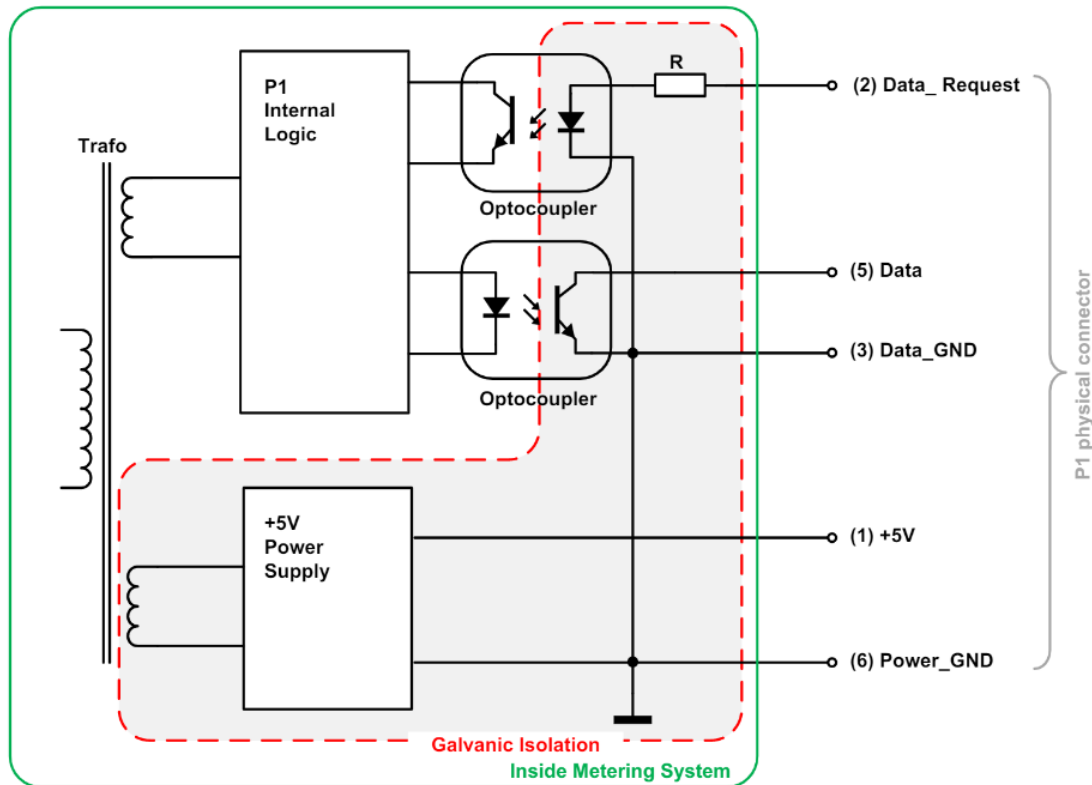 P1
Internal
Logic
Trafo
R
(2) Data_ Request
Optocoupler
(5) Data
(3) Data_GND
Optocoupler
P1 physical connector
+5V
Power
Supply
(1) +5V
(6) Power_GND
Galvanic Isolation
Inside Metering System